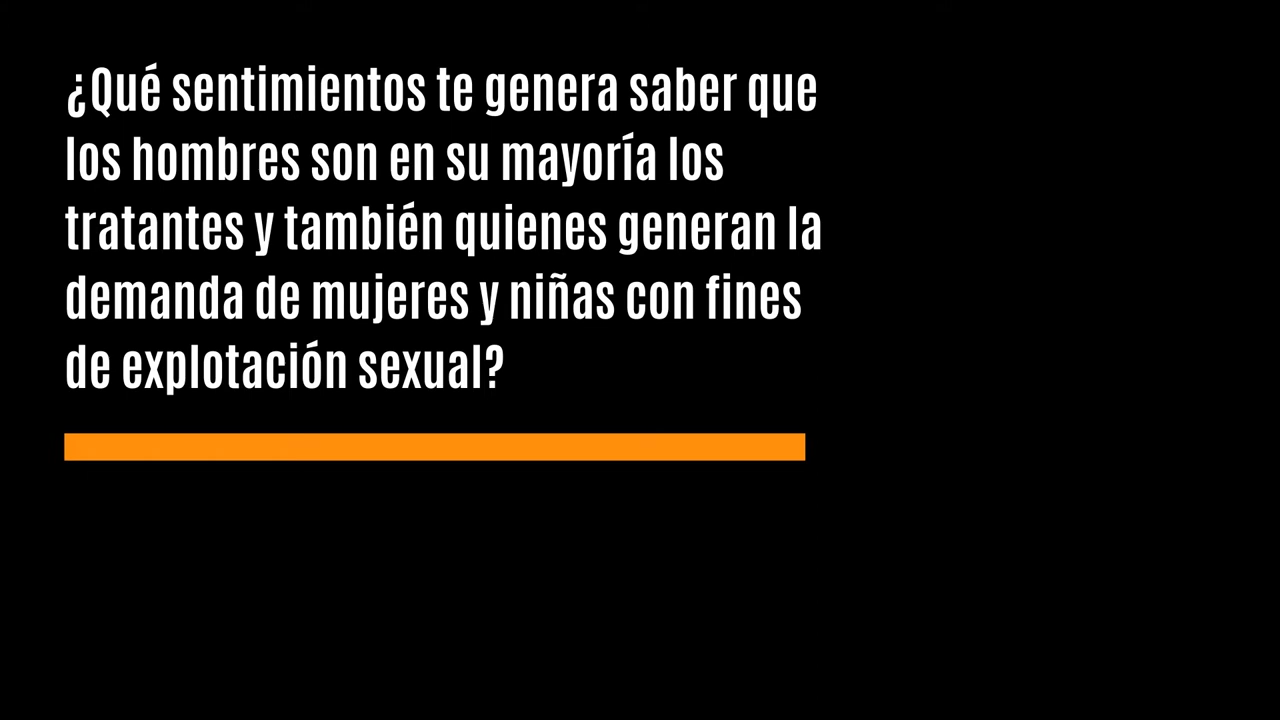 ¿Qué sentimientos te genera saber que
los hombres son en su mayoría los
tratantes y también quienes generan la
demanda de mujeres y niñas con fines
de explotación sexual?